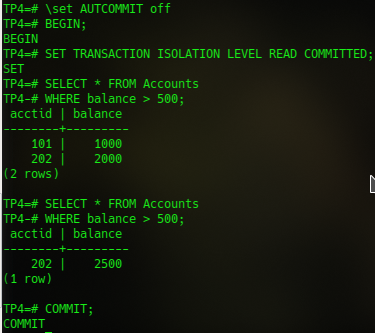 TP4=# \set AUTOCOMMIT off
TP4=# BEGIN;
BEGIN
TP4=# SET TRANSACTION ISOLATION LEVEL READ COMMITTED;
SET
TP4=# SELECT * FROM Accounts
TP4-# WHERE balance > 500;
 acctid | balance
--------+---------
    101 |    1000
    202 |    2000
(2 rows)

TP4=# SELECT * FROM Accounts
TP4-# WHERE balance > 500;
 acctid | balance
--------+---------
    202 |    2500
(1 row)

TP4=# COMMIT;
COMMIT